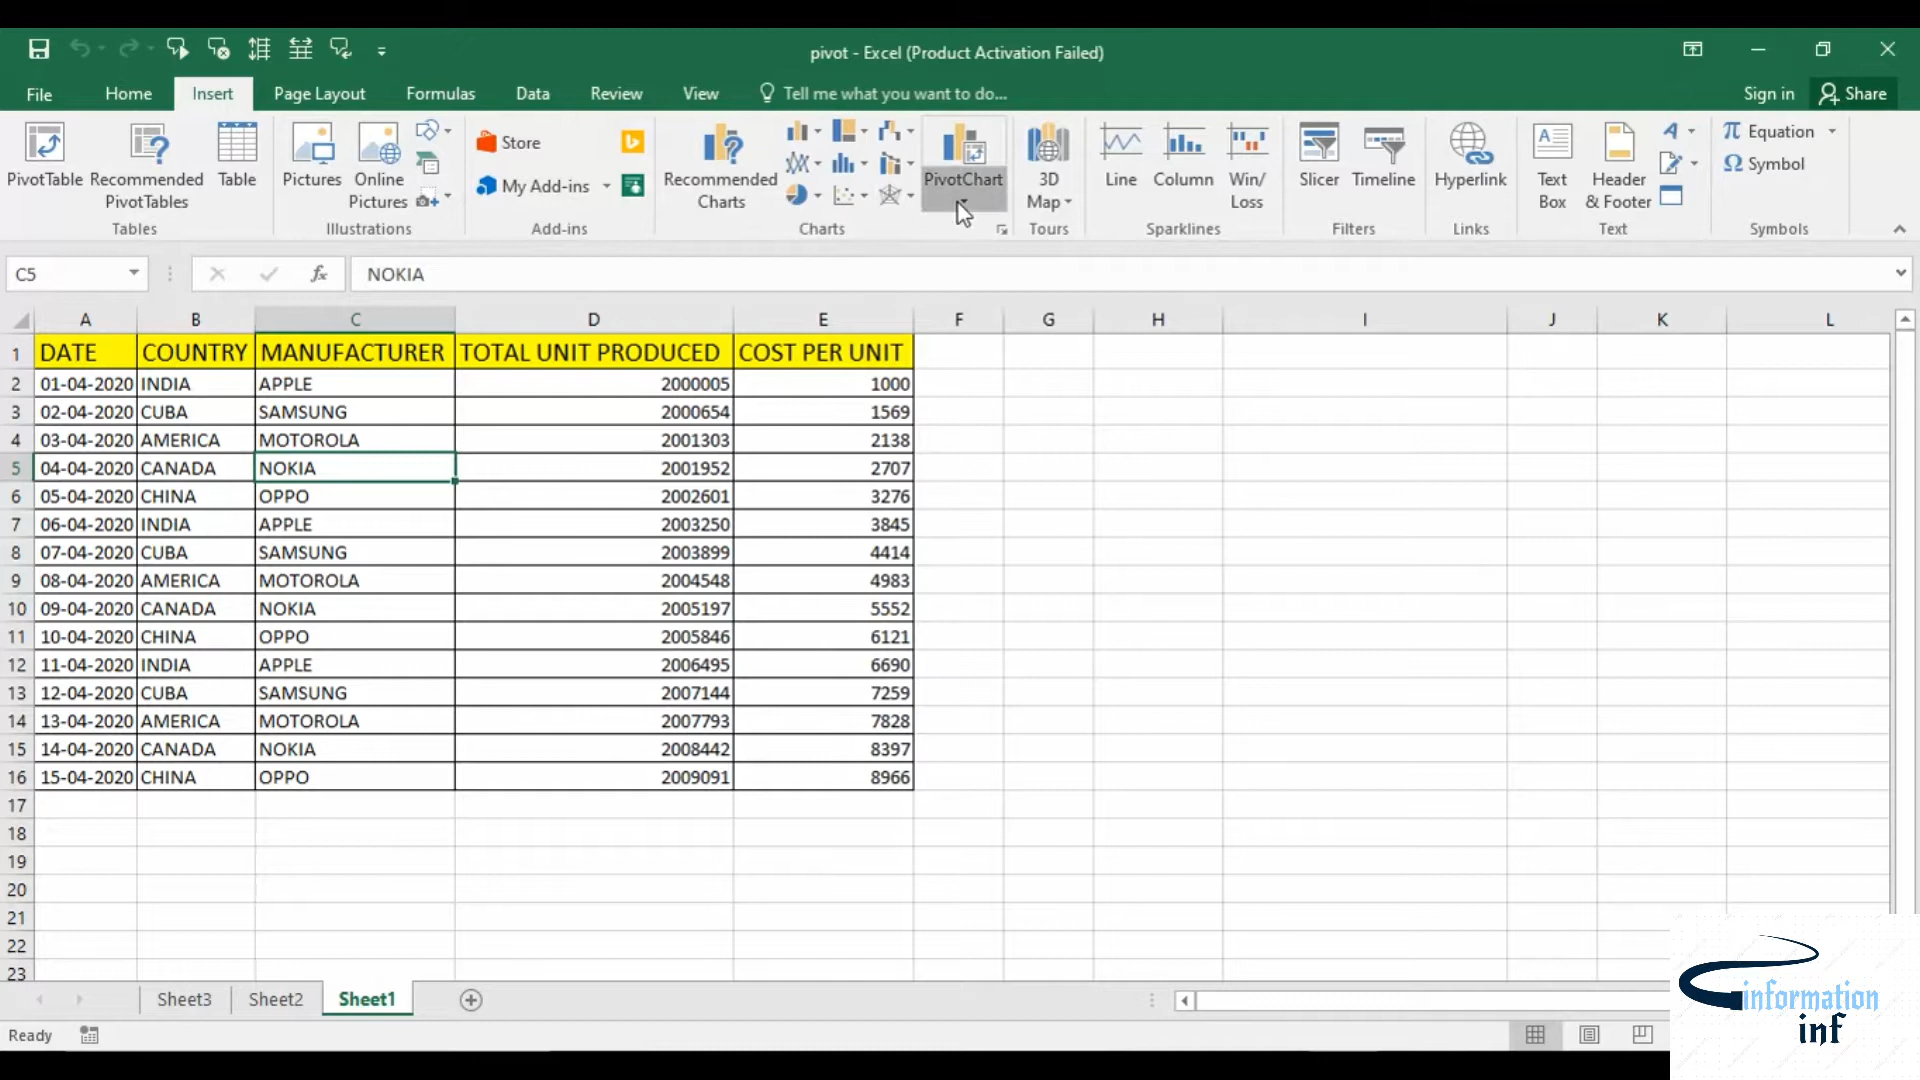 pivot - Excel (Product Activation Failed)
File Home Insert Page Layout Formulas Data Review View Tell me what you want to do... Sign in Share
PivotTable
Recommended
PivotTables
Table
Tables
Pictures
Online
Pictures
Illustrations
Store
My Add-ins
Add-ins
Recommended
Charts
PivotChart
Charts
3D
Map
Tours
Line
Column
Win/
Loss
Sparklines
Slicer
Timeline
Filters
Hyperlink
Links
Text
Box
Header
& Footer
Text
Equation
Symbol
Symbols
C5 fx NOKIA
A B C D E F G H I J K L
1 DATE COUNTRY MANUFACTURER TOTAL UNIT PRODUCED COST PER UNIT
2 01-04-2020 INDIA APPLE 2000005 1000
3 02-04-2020 CUBA SAMSUNG 2000654 1569
4 03-04-2020 AMERICA MOTOROLA 2001303 2138
5 04-04-2020 CANADA NOKIA 2001952 2707
6 05-04-2020 CHINA OPPO 2002601 3276
7 06-04-2020 INDIA APPLE 2003250 3845
8 07-04-2020 CUBA SAMSUNG 2003899 4414
9 08-04-2020 AMERICA MOTOROLA 2004548 4983
10 09-04-2020 CANADA NOKIA 2005197 5552
11 10-04-2020 CHINA OPPO 2005846 6121
12 11-04-2020 INDIA APPLE 2006495 6690
13 12-04-2020 CUBA SAMSUNG 2007144 7259
14 13-04-2020 AMERICA MOTOROLA 2007793 7828
15 14-04-2020 CANADA NOKIA 2008442 8397
16 15-04-2020 CHINA OPPO 2009091 8966
17
18
19
20
21
22
23
Sheet3 Sheet2 Sheet1
Ready
information
inf